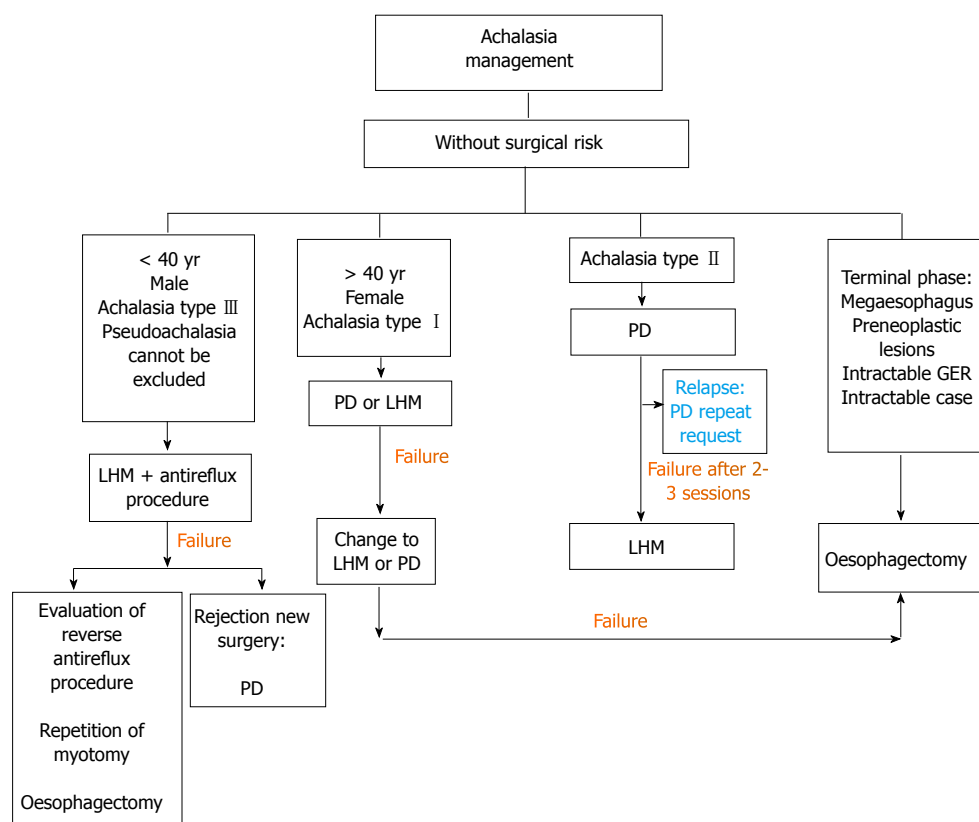 Achalasia
management
Without surgical risk
< 40 yr
Male
Achalasia type Ⅲ
Pseudoachalasia
cannot be
excluded
> 40 yr
Female
Achalasia type Ⅰ
Achalasia type Ⅱ
Terminal phase:
Megaesophagus
Preneoplastic
lesions
Intractable GER
Intractable case
PD
PD or LHM
Relapse:
PD repeat
request
Failure
Failure after 2-
3 sessions
LHM + antireflux
procedure
Failure
Change to
LHM or PD
LHM
Oesophagectomy
Evaluation of
reverse
antireflux
procedure
Repetition of
myotomy
Oesophagectomy
Rejection new
surgery:
PD
Failure